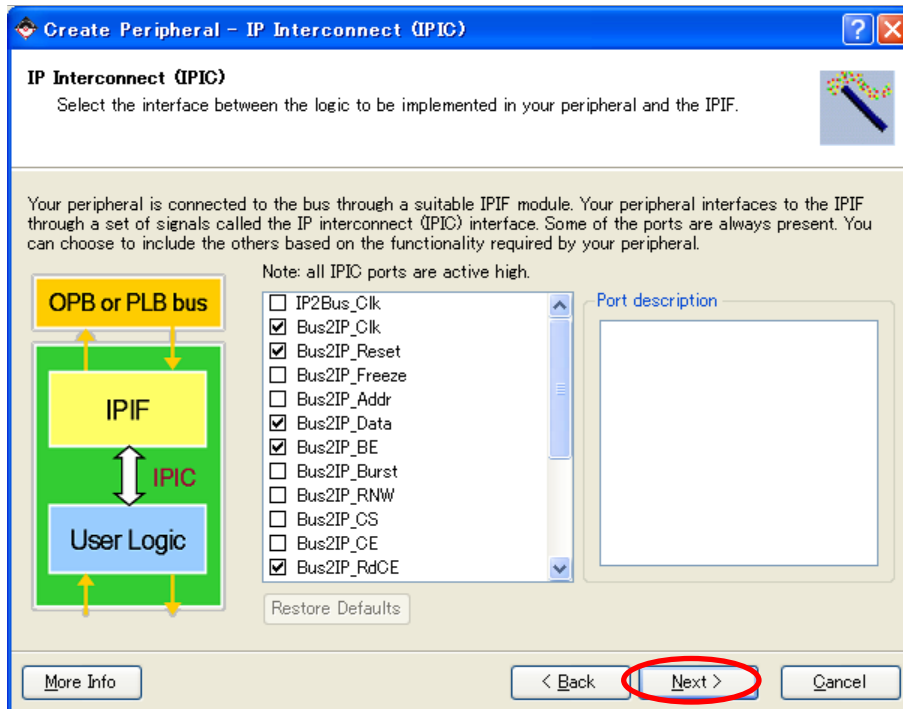 Create Peripheral - IP Interconnect (IPIC)
IP Interconnect (IPIC)
Select the interface between the logic to be implemented in your peripheral and the IPIF.
Your peripheral is connected to the bus through a suitable IPIF module. Your peripheral interfaces to the IPIF
through a set of signals called the IP interconnect (IPIC) interface. Some of the ports are always present. You
can choose to include the others based on the functionality required by your peripheral.
Note: all IPIC ports are active high.
OPB or PLB bus
IPIF
IPIC
User Logic
IP2Bus_Clk
Bus2IP_Clk
Bus2IP_Reset
Bus2IP_Freeze
Bus2IP_Addr
Bus2IP_Data
Bus2IP_BE
Bus2IP_Burst
Bus2IP_RNW
Bus2IP_CS
Bus2IP_CE
Bus2IP_RdCE
Port description
Restore Defaults
More Info
< Back
Next >
Cancel